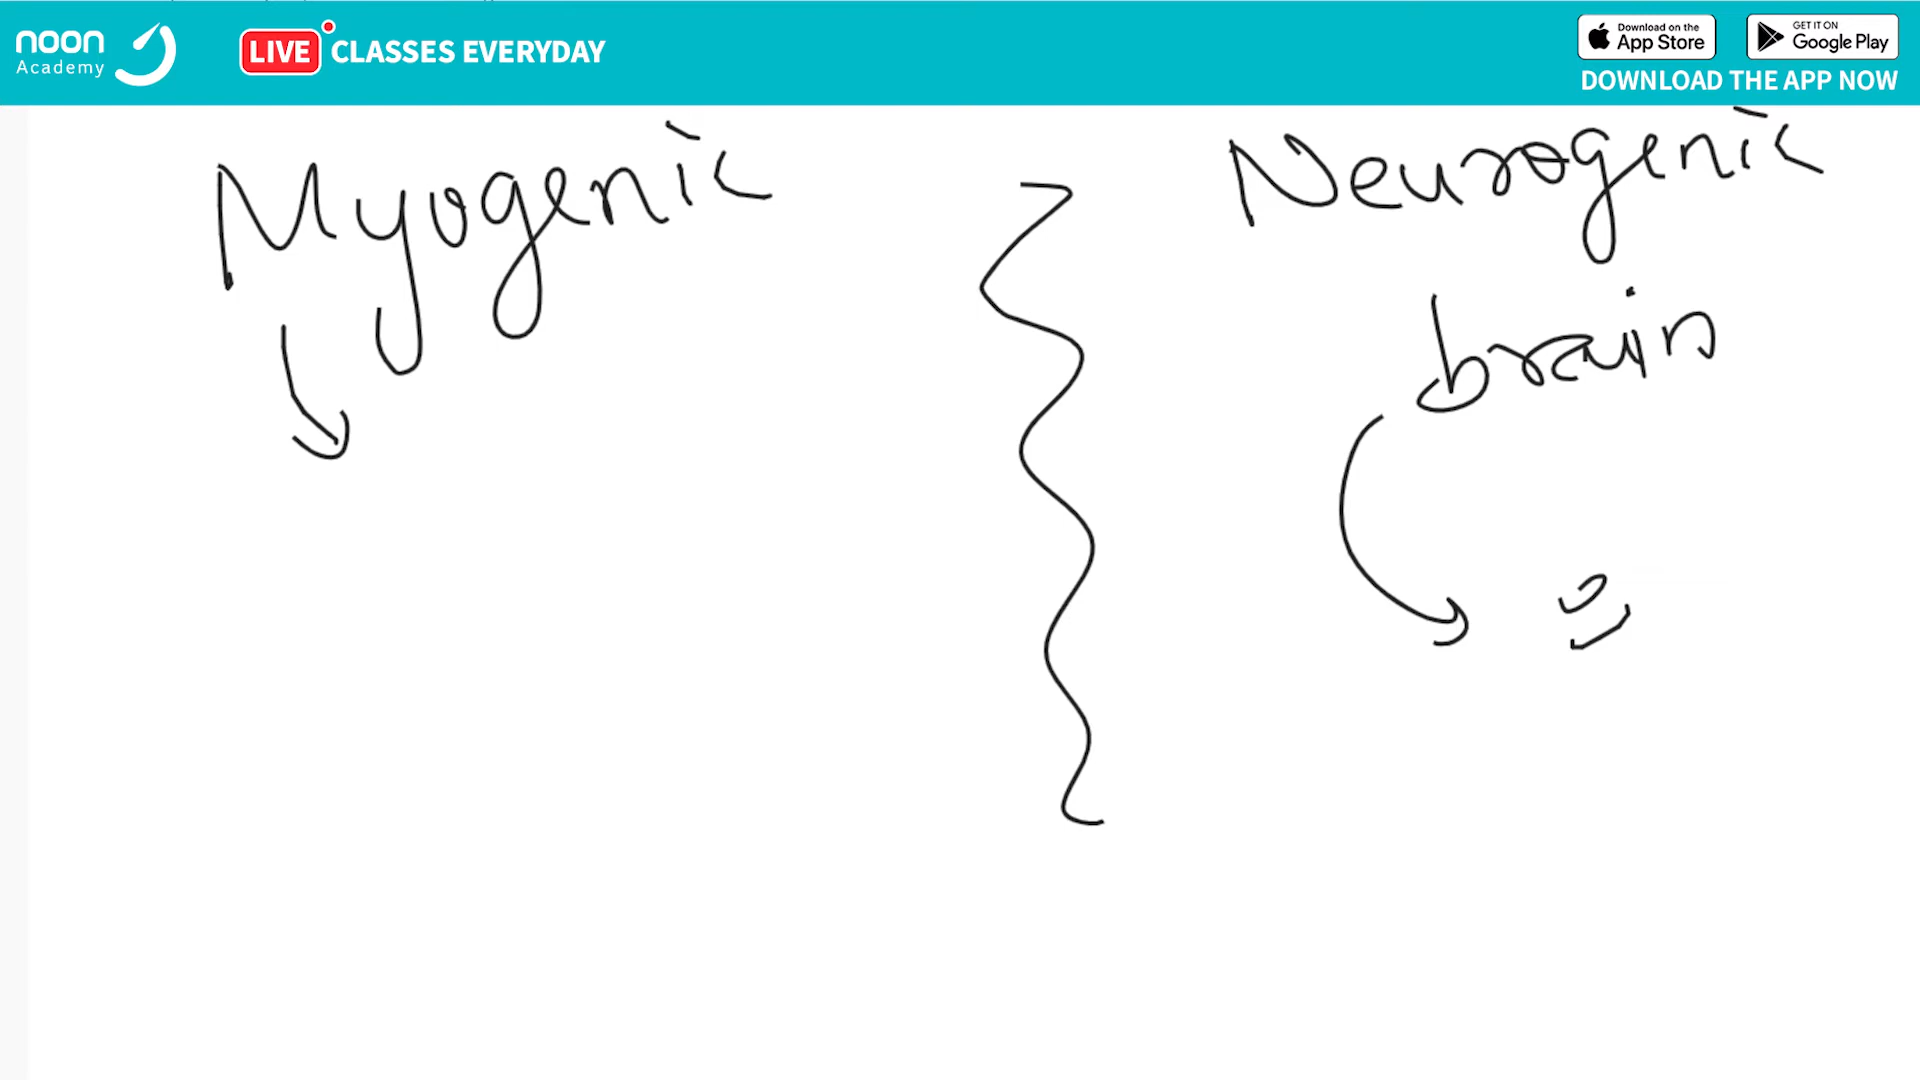 noon
Academy
LIVE CLASSES EVERYDAY
Download on the
App Store
GET IT ON
Google Play
DOWNLOAD THE APP NOW
Myogenic
Neurogenic
brain